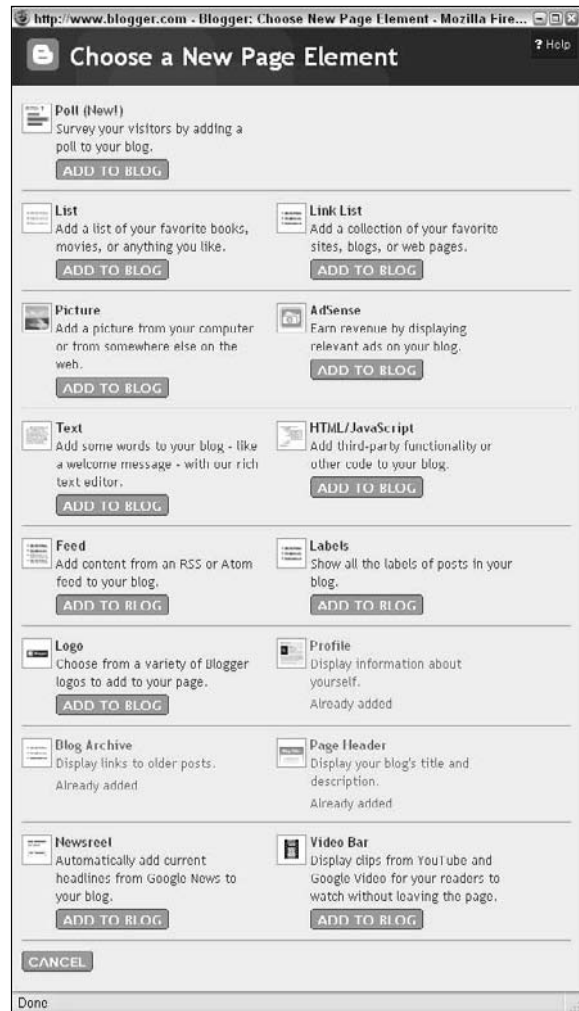 http://www.blogger.com - Blogger: Choose New Page Element - Mozilla Fire...
Choose a New Page Element
? Help
Poll (New!)
Survey your visitors by adding a
poll to your blog.
ADD TO BLOG
List
Add a list of your favorite books,
movies, or anything you like.
ADD TO BLOG
Link List
Add a collection of your favorite
sites, blogs, or web pages.
ADD TO BLOG
Picture
Add a picture from your computer
or from somewhere else on the
web.
ADD TO BLOG
AdSense
Earn revenue by displaying
relevant ads on your blog.
ADD TO BLOG
Text
Add some words to your blog - like
a welcome message - with our rich
text editor.
ADD TO BLOG
HTML/JavaScript
Add third-party functionality or
other code to your blog.
ADD TO BLOG
Feed
Add content from an RSS or Atom
feed to your blog.
ADD TO BLOG
Labels
Show all the labels of posts in your
blog.
ADD TO BLOG
Logo
Choose from a variety of Blogger
logos to add to your page.
ADD TO BLOG
Profile
Display information about
yourself.
Already added
Blog Archive
Display links to older posts.
Already added
Page Header
Display your blog's title and
description.
Already added
Newsreel
Automatically add current
headlines from Google News to
your blog.
ADD TO BLOG
Video Bar
Display clips from YouTube and
Google Video for your readers to
watch without leaving the page.
ADD TO BLOG
CANCEL
Done